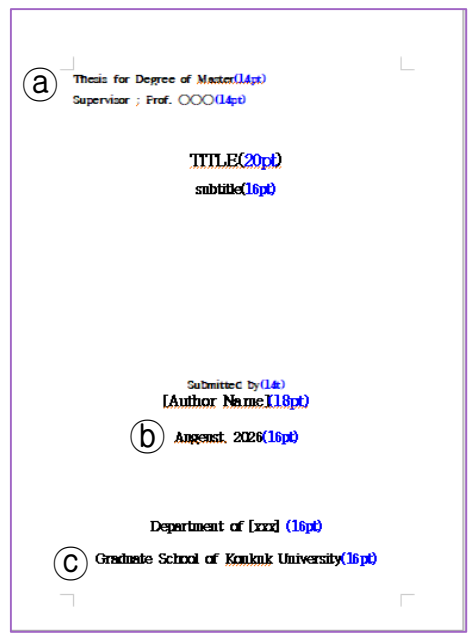 ⓐ Thesis for Degree of Master(14pt)
Supervisor ; Prof. ○○○(14pt)
TITLE(20pt)
subtitle(16pt)
Submitted by(14t)
[Author Name](18pt)
ⓑ Angenst, 2026(16pt)
Department of [xxx] (16pt)
ⓒ Graduate School of Konkuk University(16pt)